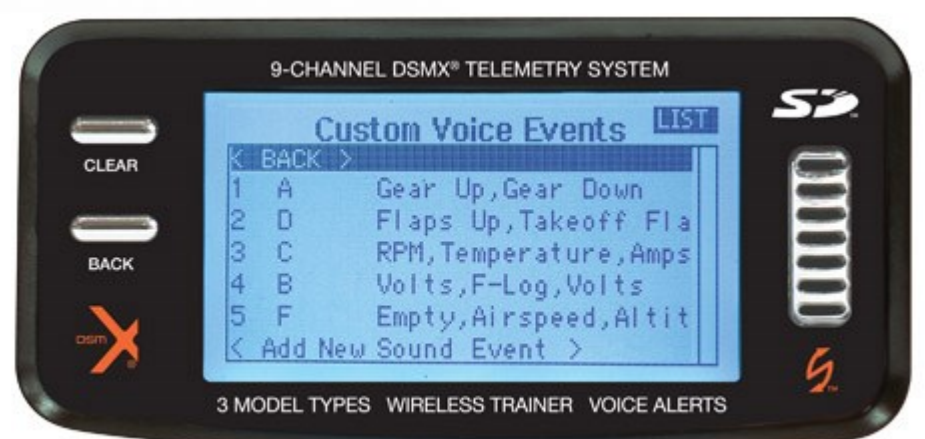 9-CHANNEL DSMX® TELEMETRY SYSTEM
SD
CLEAR
BACK
DSM X®
Custom Voice Events LIST
< BACK >
1 A Gear Up,Gear Down
2 D Flaps Up,Takeoff Fla
3 C RPM,Temperature,Amps
4 B Volts,F-Log,Volts
5 F Empty,Airspeed,Altit
< Add New Sound Event >
3 MODEL TYPES WIRELESS TRAINER VOICE ALERTS